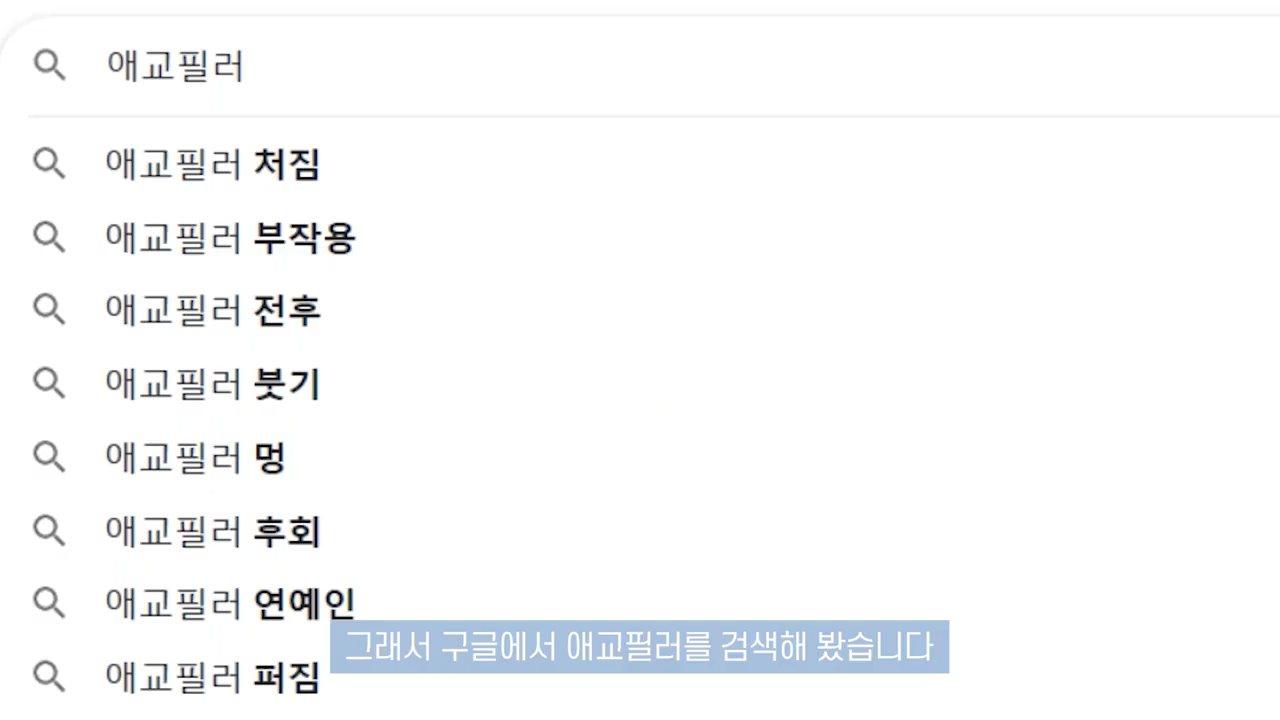 애교필러
애교필러 처짐
애교필러 부작용
애교필러 전후
애교필러 붓기
애교필러 멍
애교필러 후회
애교필러 연예인
그래서 구글에서 애교필러를 검색해 봤습니다
애교필러 퍼짐